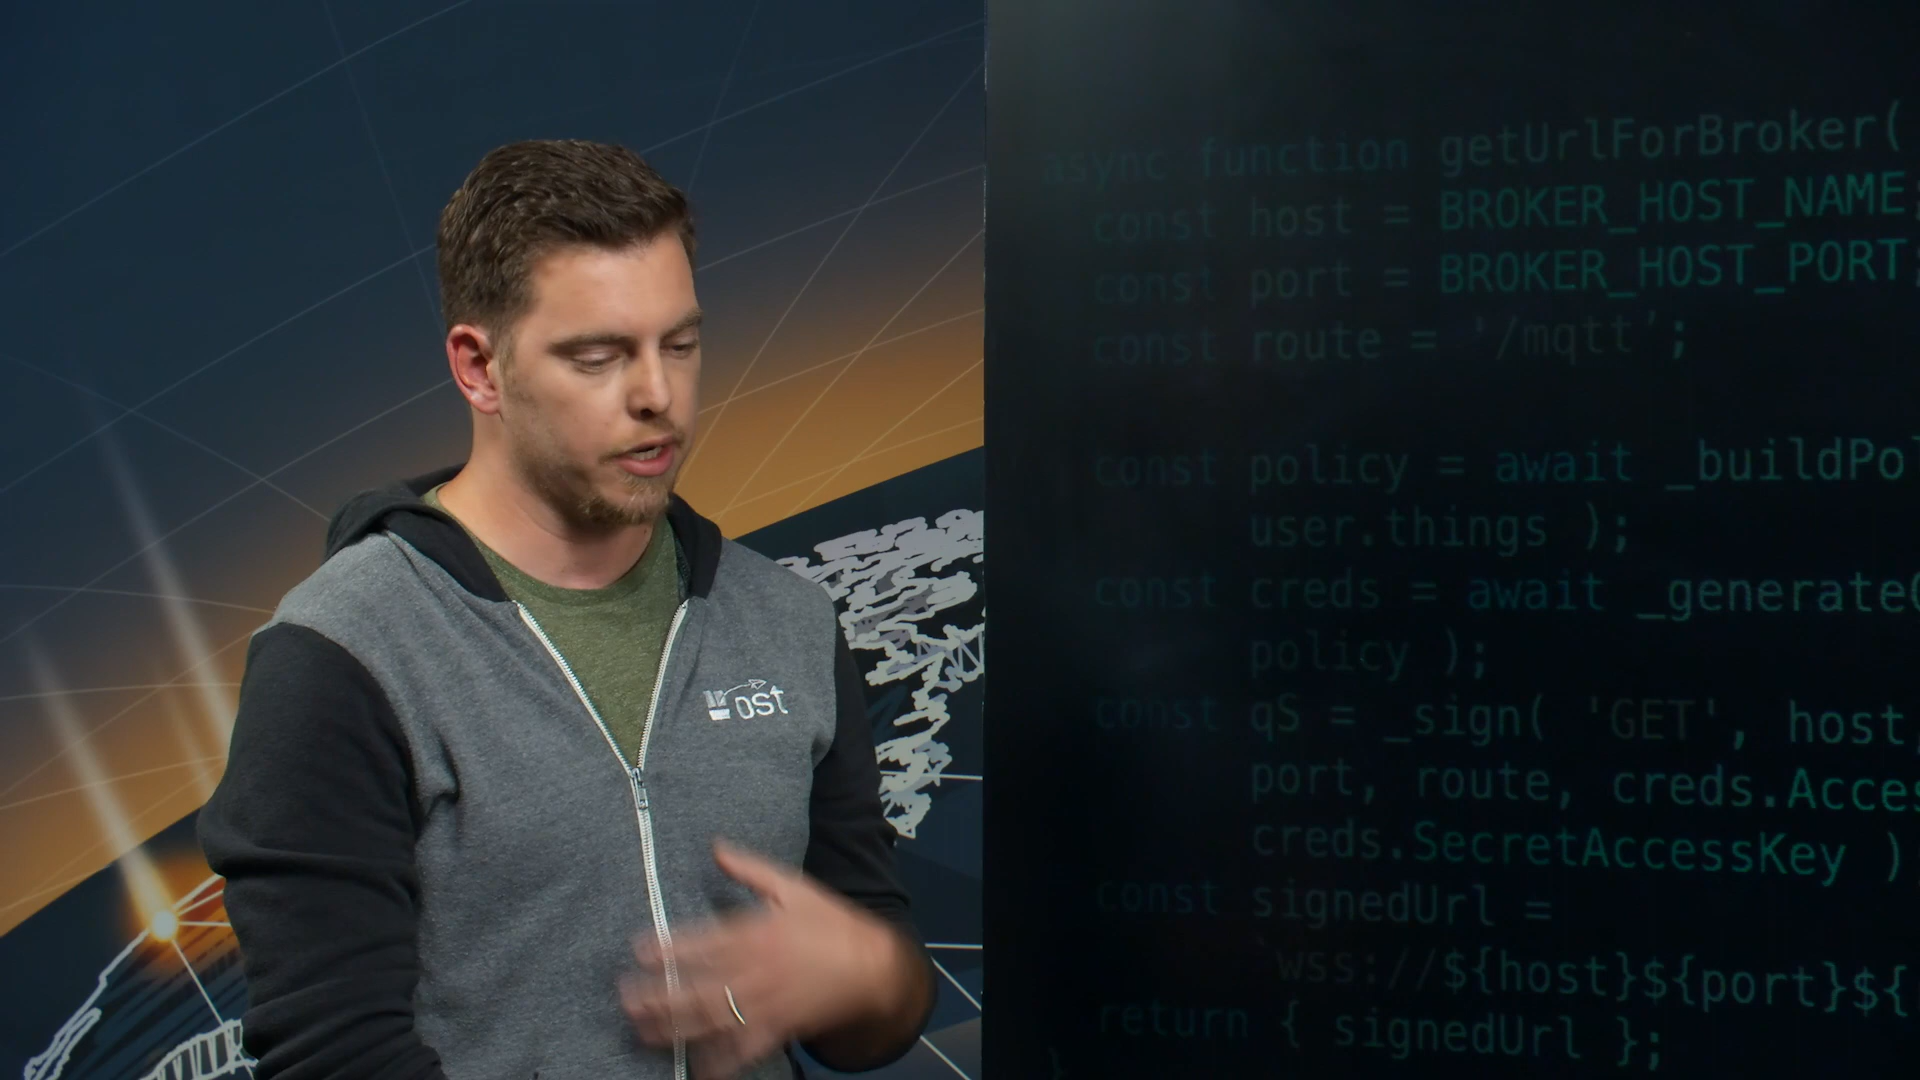 ost
async function getUrlForBroker(
const host = BROKER_HOST_NAME;
const port = BROKER_HOST_PORT;
const route = '/mqtt';
const policy = await _buildPol
user.things );
const creds = await _generateC
policy );
const qS = _sign( 'GET', host,
port, route, creds.Acces
creds.SecretAccessKey )
const signedUrl =
`wss://${host}${port}${
return { signedUrl };
}